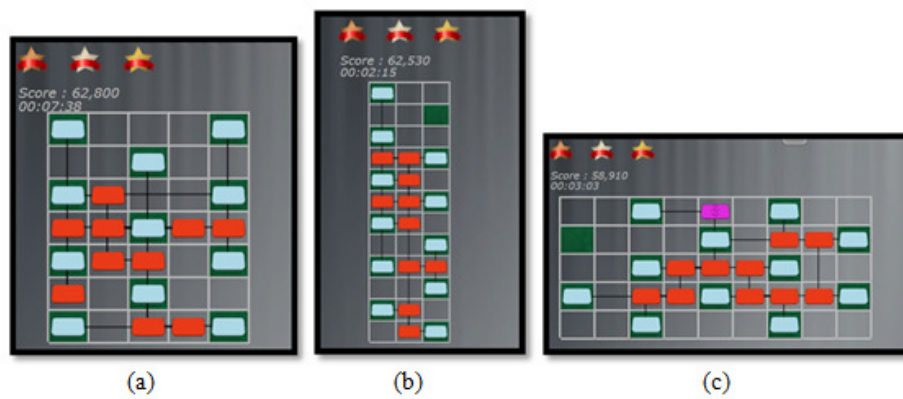 Score : 62,800
00:07:38
Score : 62,530
00:02:15
Score : 58,910
00:03:03
(a)
(b)
(c)